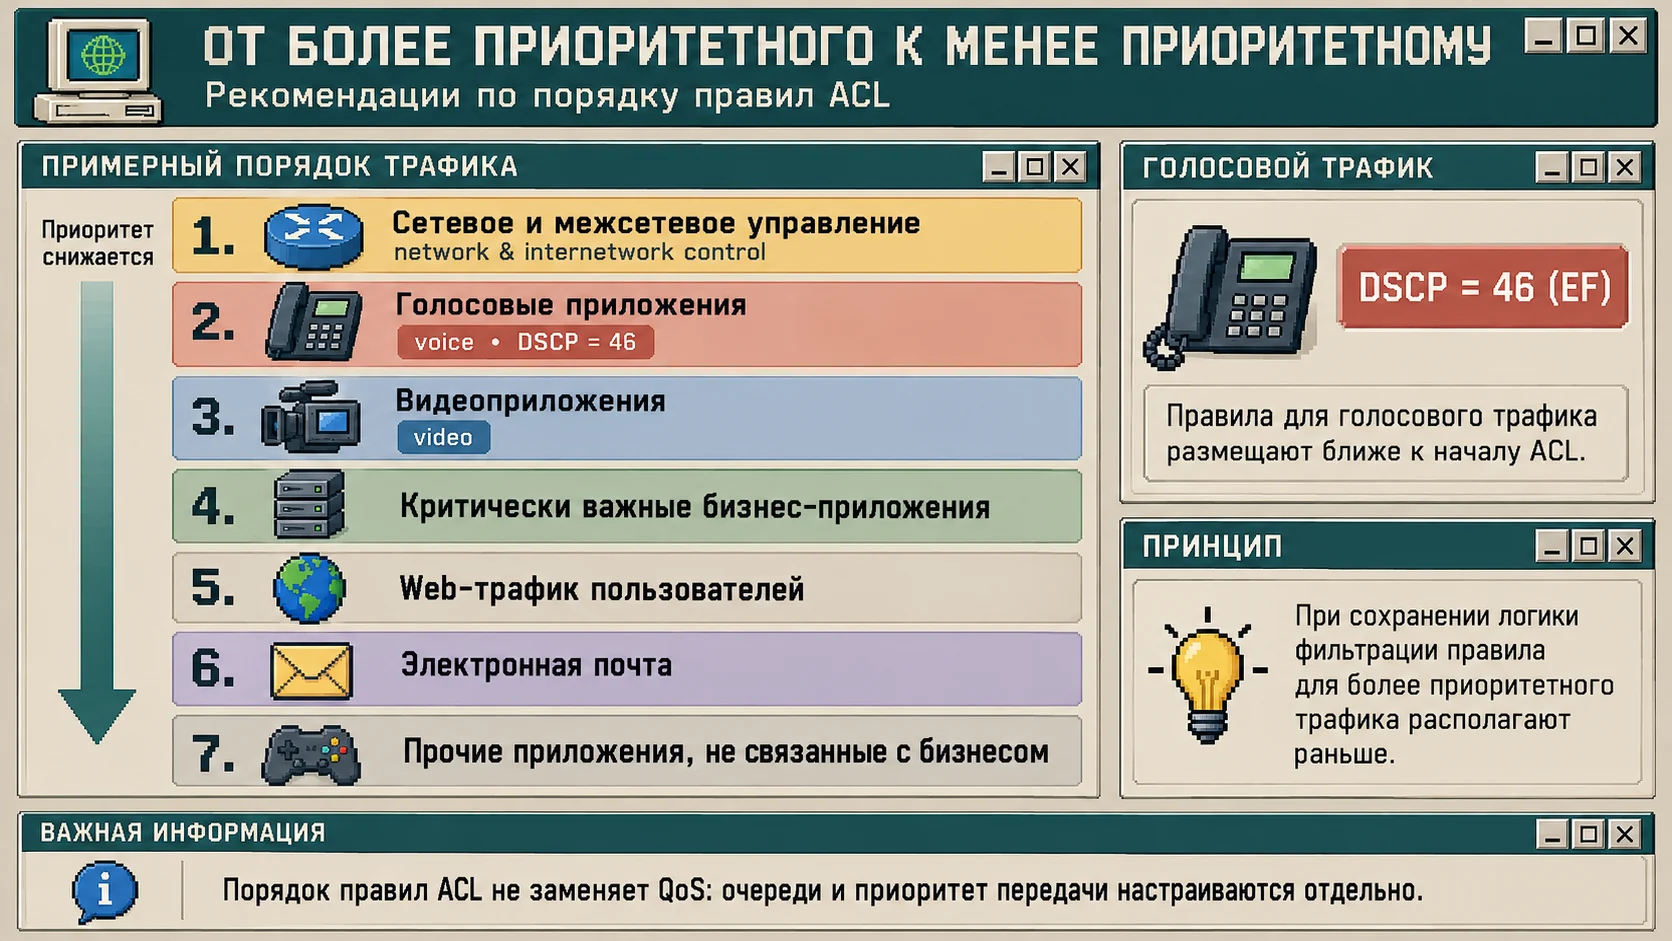 ОТ БОЛЕЕ ПРИОРИТЕТНОГО К МЕНЕЕ ПРИОРИТЕТНОМУ
Рекомендации по порядку правил ACL
ПРИМЕРНЫЙ ПОРЯДОК ТРАФИКА
Приоритет
снижается
1.
Сетевое и межсетевое управление
network & internetwork control
2.
Голосовые приложения
voice • DSCP = 46
3.
Видеоприложения
video
4.
Критически важные бизнес-приложения
5.
Web-трафик пользователей
6.
Электронная почта
7.
Прочие приложения, не связанные с бизнесом
ГОЛОСОВОЙ ТРАФИК
DSCP = 46 (EF)
Правила для голосового трафика
размещают ближе к началу ACL.
ПРИНЦИП
При сохранении логики
фильтрации правила
для более приоритетного
трафика располагают
раньше.
ВАЖНАЯ ИНФОРМАЦИЯ
i
Порядок правил ACL не заменяет QoS: очереди и приоритет передачи настраиваются отдельно.